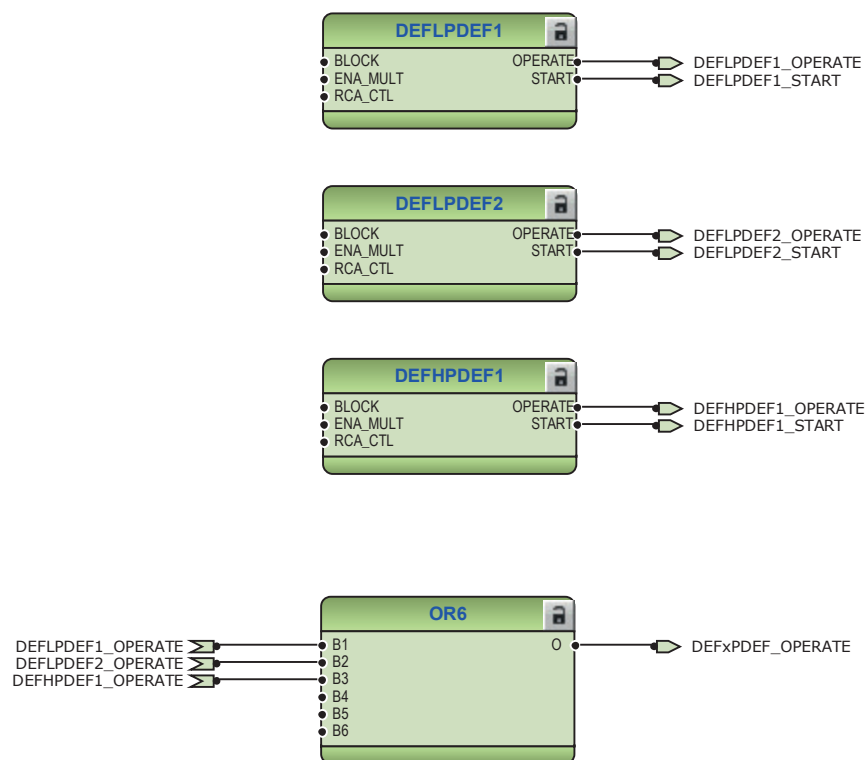 DEFLPDEF1
BLOCK OPERATE DEFLPDEF1_OPERATE
ENA_MULT START DEFLPDEF1_START
RCA_CTL
DEFLPDEF2
BLOCK OPERATE DEFLPDEF2_OPERATE
ENA_MULT START DEFLPDEF2_START
RCA_CTL
DEFHPDEF1
BLOCK OPERATE DEFHPDEF1_OPERATE
ENA_MULT START DEFHPDEF1_START
RCA_CTL
OR6
DEFLPDEF1_OPERATE B1 O DEFxPDEF_OPERATE
DEFLPDEF2_OPERATE B2
DEFHPDEF1_OPERATE B3
B4
B5
B6